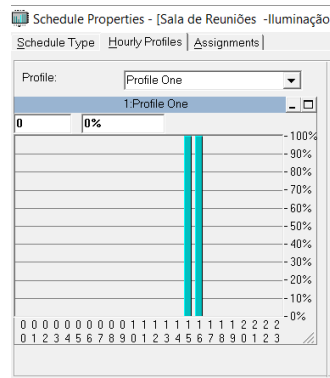 Schedule Properties - [Sala de Reuniões -Iluminação
Schedule Type Hourly Profiles Assignments
Profile: Profile One
1:Profile One
0 0%
100%
90%
80%
70%
60%
50%
40%
30%
20%
10%
0%
0 0 0 0 0 0 0 0 0 0 1 1 1 1 1 1 1 1 1 1 2 2 2 2
0 1 2 3 4 5 6 7 8 9 0 1 2 3 4 5 6 7 8 9 0 1 2 3